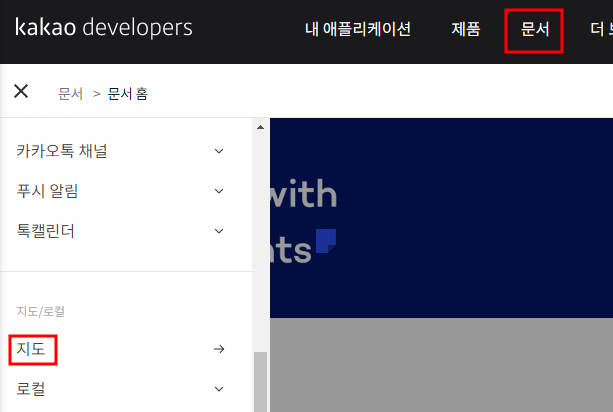 kakao developers 내 애플리케이션 제품 문서 더
문서 > 문서 홈
카카오톡 채널
푸시 알림
톡캘린더
with
nts
지도/로컬
지도
로컬